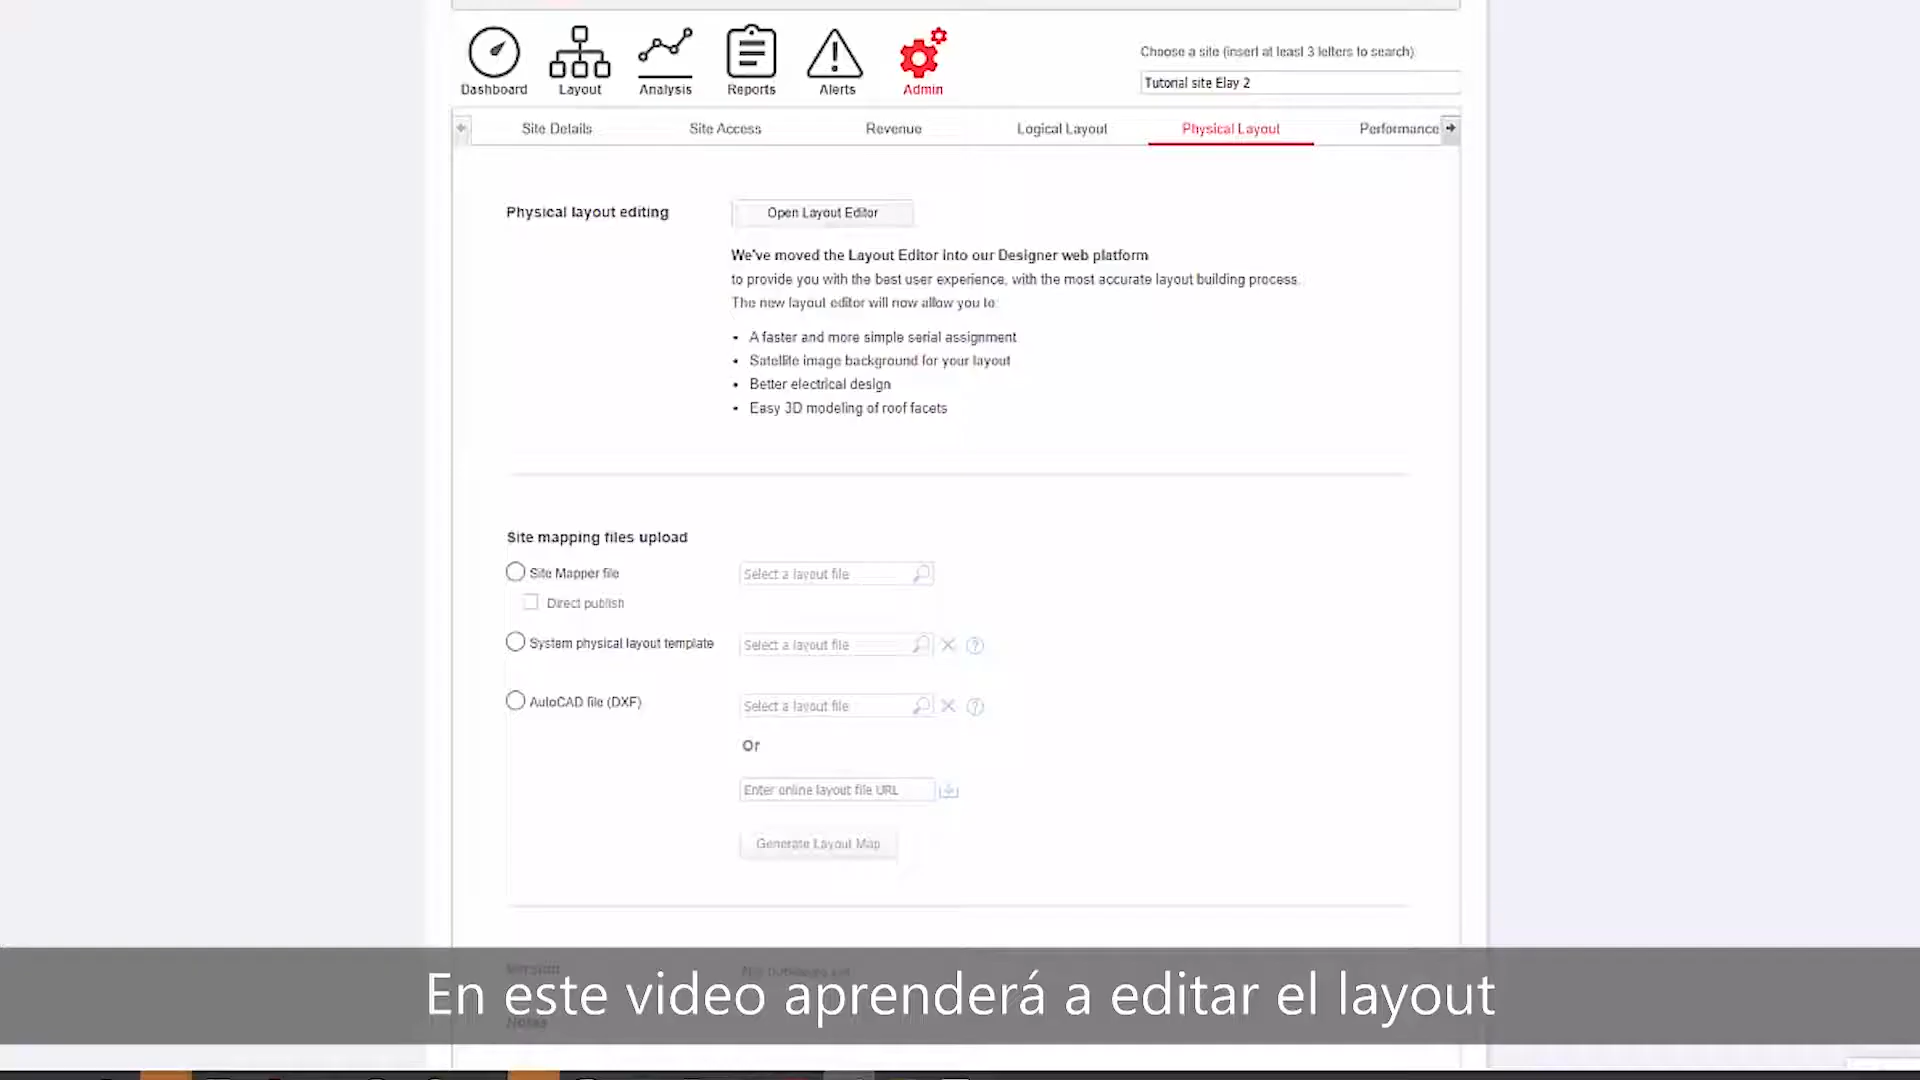 Dashboard
Layout
Analysis
Reports
Alerts
Admin
Choose a site (insert at least 3 letters to search):
Tutorial site Elay 2
Site Details
Site Access
Revenue
Logical Layout
Physical Layout
Performance
Physical layout editing
Open Layout Editor
We've moved the Layout Editor into our Designer web platform
to provide you with the best user experience, with the most accurate layout building process.
The new layout editor will now allow you to:
• A faster and more simple serial assignment
• Satellite image background for your layout
• Better electrical design
• Easy 3D modeling of roof facets
Site mapping files upload
Site Mapper file
Select a layout file
Direct publish
System physical layout template
Select a layout file
AutoCAD file (DXF)
Select a layout file
Or
Enter online layout file URL
Generate Layout Map
Version
En este video aprenderá a editar el layout
Notes